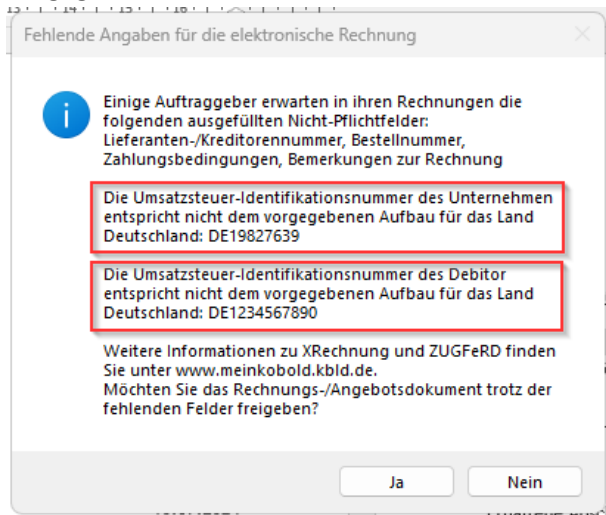 13 · 14 · 15 · 16
Fehlende Angaben für die elektronische Rechnung
Einige Auftraggeber erwarten in ihren Rechnungen die
folgenden ausgefüllten Nicht-Pflichtfelder:
Lieferanten-/Kreditorennummer, Bestellnummer,
Zahlungsbedingungen, Bemerkungen zur Rechnung
Die Umsatzsteuer-Identifikationsnummer des Unternehmen
entspricht nicht dem vorgegebenen Aufbau für das Land
Deutschland: DE19827639
Die Umsatzsteuer-Identifikationsnummer des Debitor
entspricht nicht dem vorgegebenen Aufbau für das Land
Deutschland: DE1234567890
Weitere Informationen zu XRechnung und ZUGFeRD finden
Sie unter www.meinkobold.kbld.de.
Möchten Sie das Rechnungs-/Angebotsdokument trotz der
fehlenden Felder freigeben?
Ja Nein